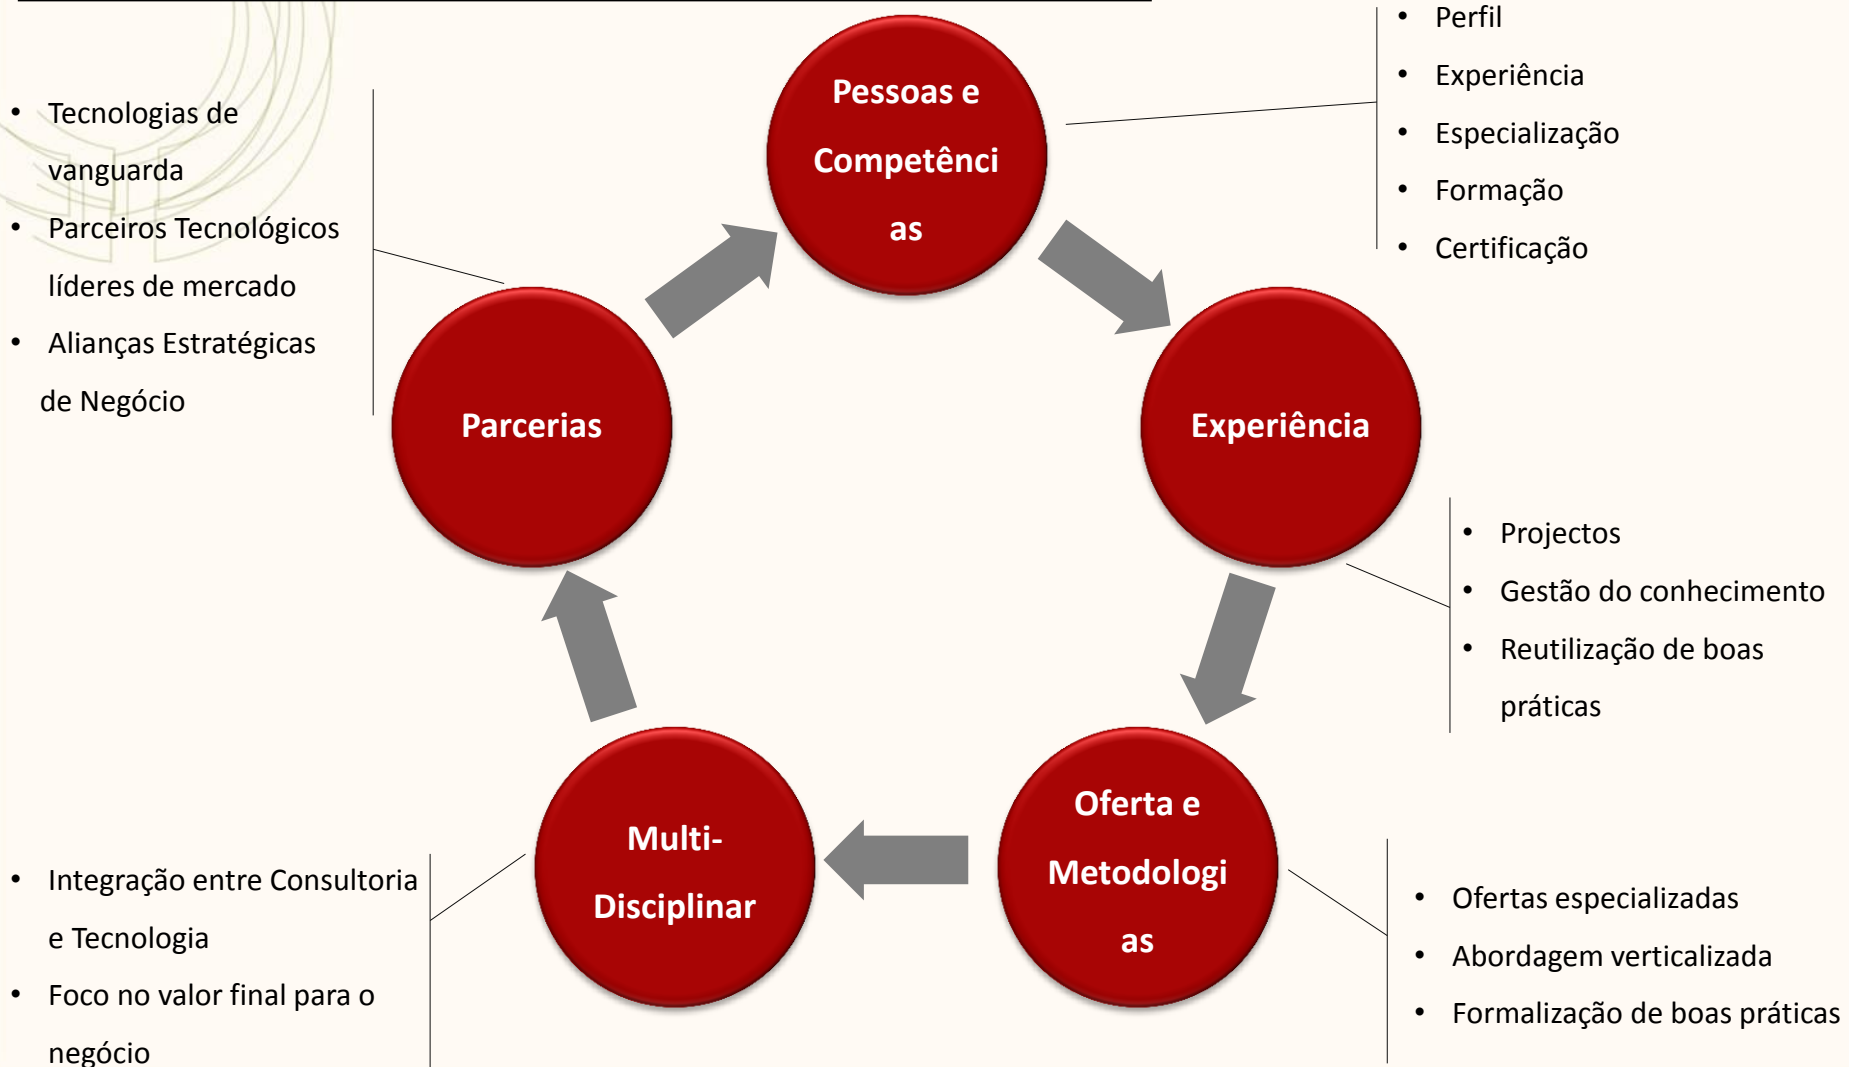 Pessoas e
Competênci
as
• Perfil
• Experiência
• Especialização
• Formação
• Certificação
Experiência
• Projectos
• Gestão do conhecimento
• Reutilização de boas
práticas
Oferta e
Metodologi
as
• Ofertas especializadas
• Abordagem verticalizada
• Formalização de boas práticas
Multi-
Disciplinar
• Integração entre Consultoria
e Tecnologia
• Foco no valor final para o
negócio
Parcerias
• Tecnologias de
vanguarda
• Parceiros Tecnológicos
líderes de mercado
• Alianças Estratégicas
de Negócio